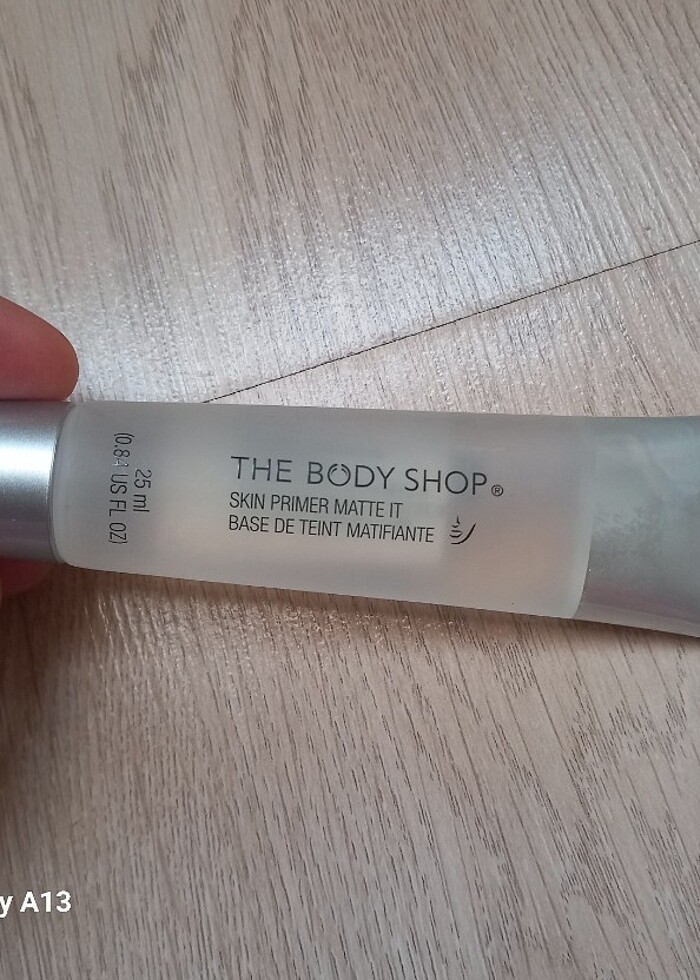 THE BODY SHOP®
SKIN PRIMER MATTE IT
BASE DE TEINT MATIFIANTE
25 ml
(0.84 US FL OZ)
y A13